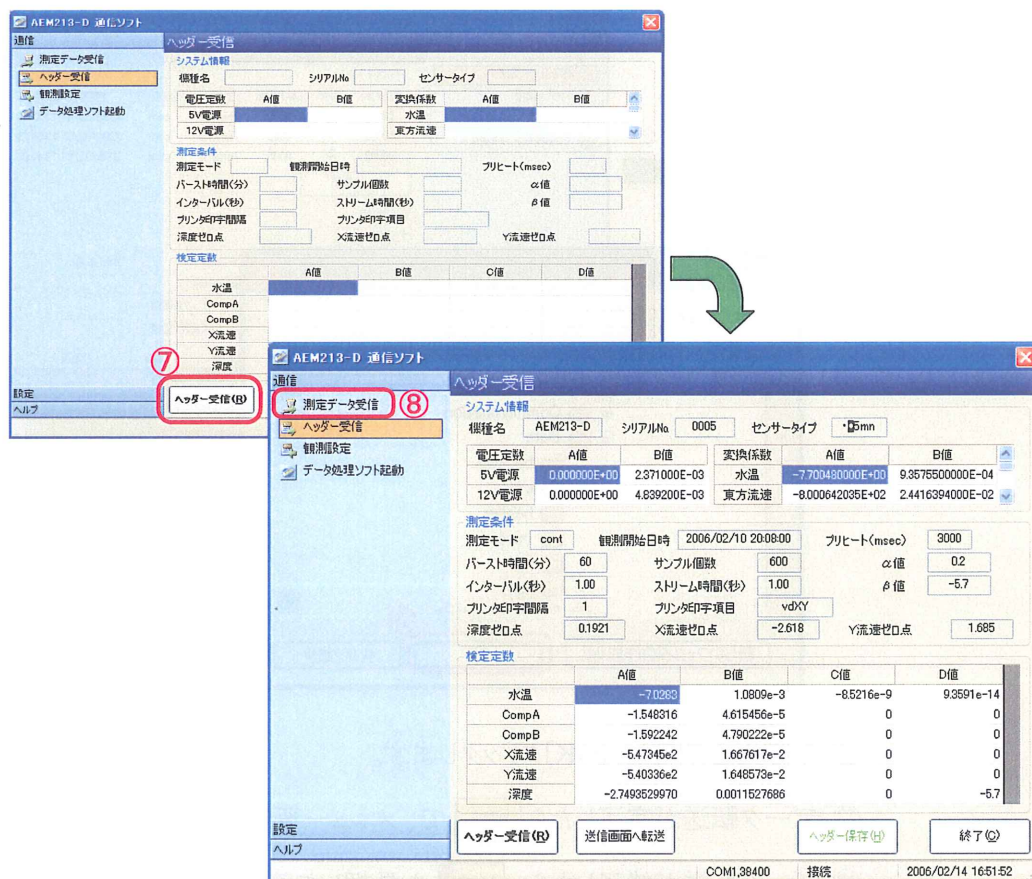 AEM213-D 通信ソフト
通信
測定データ受信
ヘッダー受信
観測設定
データ処理ソフト起動
設定
ヘルプ
ヘッダー受信
システム情報
機種名 シリアルNo センサータイプ
電圧定数 A値 B値 変換係数 A値 B値
5V電源 水温
12V電源 東方流速
測定条件
測定モード 観測開始日時 プリヒート(msec)
バースト時間(分) サンプル個数 α値
インターバル(秒) ストリーム時間(秒) β値
プリンタ印字間隔 プリンタ印字項目
深度ゼロ点 X流速ゼロ点 Y流速ゼロ点
検定定数
A値 B値 C値 D値
水温
CompA
CompB
X流速
Y流速
深度
⑦
ヘッダー受信(R)
AEM213-D 通信ソフト
通信
測定データ受信 ⑧
ヘッダー受信
観測設定
データ処理ソフト起動
設定
ヘルプ
ヘッダー受信
システム情報
機種名 AEM213-D シリアルNo. 0005 センサータイプ
電圧定数 A値 B値 変換係数 A値 B値
5V電源 0.000000E+00 2.371000E-03 水温 -7.700480000E+00 9.3575500000E-04
12V電源 0.000000E+00 4.839200E-03 東方流速 -8.000642035E+02 2.4416394000E-02
測定条件
測定モード cont 観測開始日時 2006/02/10 20:08:00 プリヒート(msec) 3000
バースト時間(分) 60 サンプル個数 600 α値 0.2
インターバル(秒) 1.00 ストリーム時間(秒) 1.00 β値 -5.7
プリンタ印字間隔 1 プリンタ印字項目 vdXY
深度ゼロ点 0.1921 X流速ゼロ点 -2.618 Y流速ゼロ点 1.685
検定定数
A値 B値 C値 D値
水温 -7.0283 1.0809e-3 -8.5216e-9 9.3591e-14
CompA -1.548316 4.615456e-5 0 0
CompB -1.592242 4.790222e-5 0 0
X流速 -5.47345e2 1.667617e-2 0 0
Y流速 -5.40336e2 1.648573e-2 0 0
深度 -2.7493529970 0.0011527686 0 -5.7
ヘッダー受信(R) 送信画面へ転送 ヘッダー保存(H) 終了(C)
COM1,38400 接続 2006/02/14 16:51:52